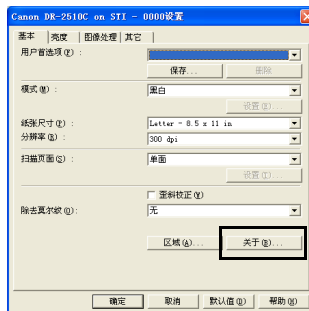 Canon DR-2510C on STI - 0000设置
基本 亮度 图像处理 其它
用户首选项(F) :
保存... 删除
模式(M) : 黑白
设置(E)...
纸张尺寸(P) : Letter - 8.5 x 11 in
分辨率(R) : 300 dpi
扫描页面(S) : 单面
设置(T)...
歪斜校正(V)
除去莫尔纹(O): 无
区域(A)... 关于(B)...
确定 取消 默认值(D) 帮助(H)